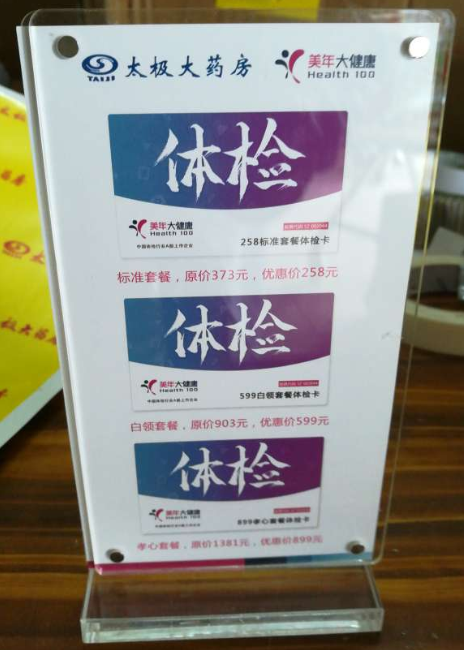 TAIJI 太极大药房 美年大健康
Health 100
体检
美年大健康
Health 100
258标准套餐体检卡
标准套餐，原价373元，优惠价258元
体检
美年大健康
Health 100
599白领套餐体检卡
白领套餐，原价903元，优惠价599元
体检
美年大健康
Health 100
899孝心套餐体检卡
孝心套餐，原价1381元，优惠价899元